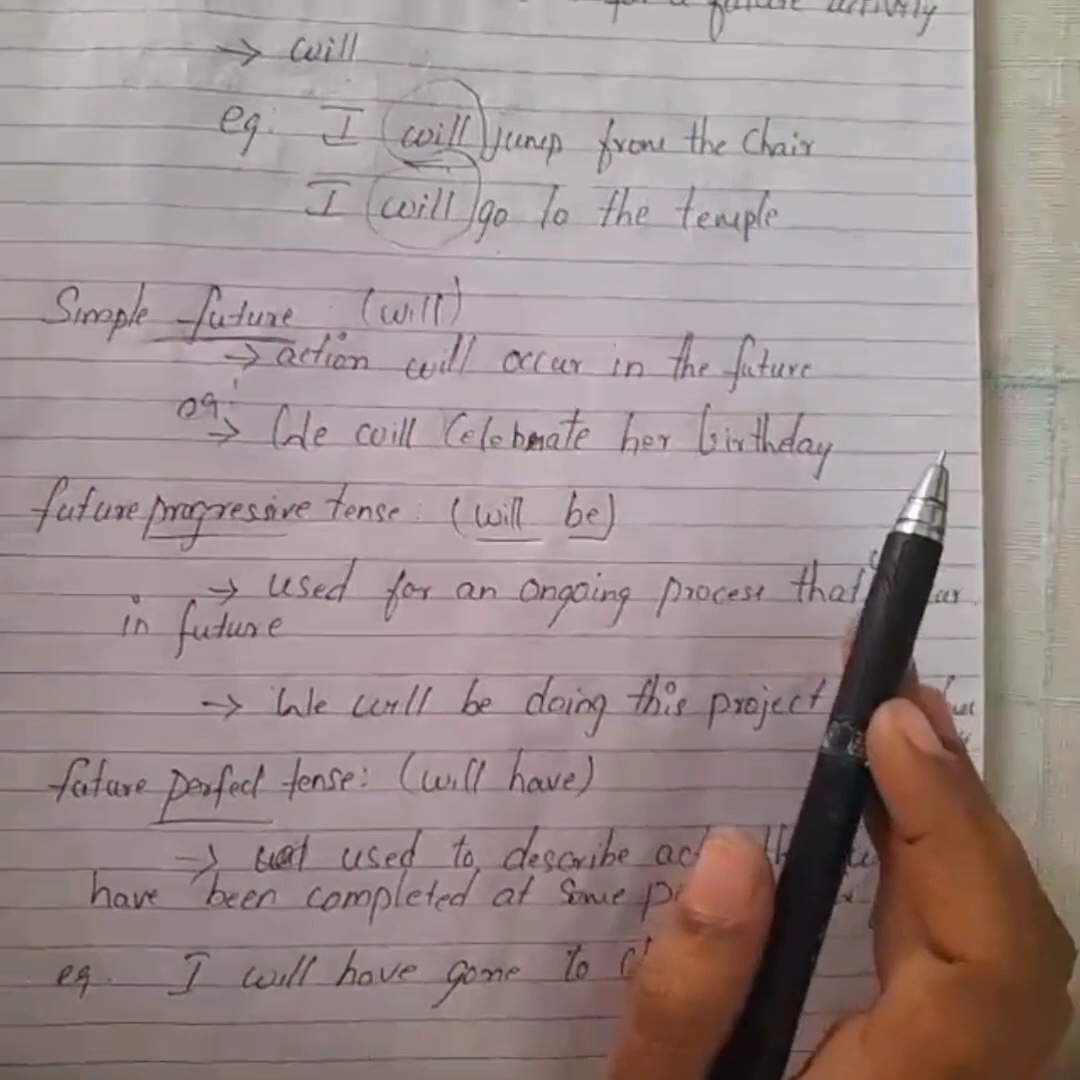 for a future activity
→ will
eg: I will jump from the Chair
I will go to the temple
Simple future : (will)
→ action will occur in the future
eg:
→ We will Celebrate her birthday
future progressive tense : (will be)
→ used for an ongoing process that
in future
→ We will be doing this project
future perfect tense: (will have)
→ used to describe
have been completed at some
eg. I will have gone to